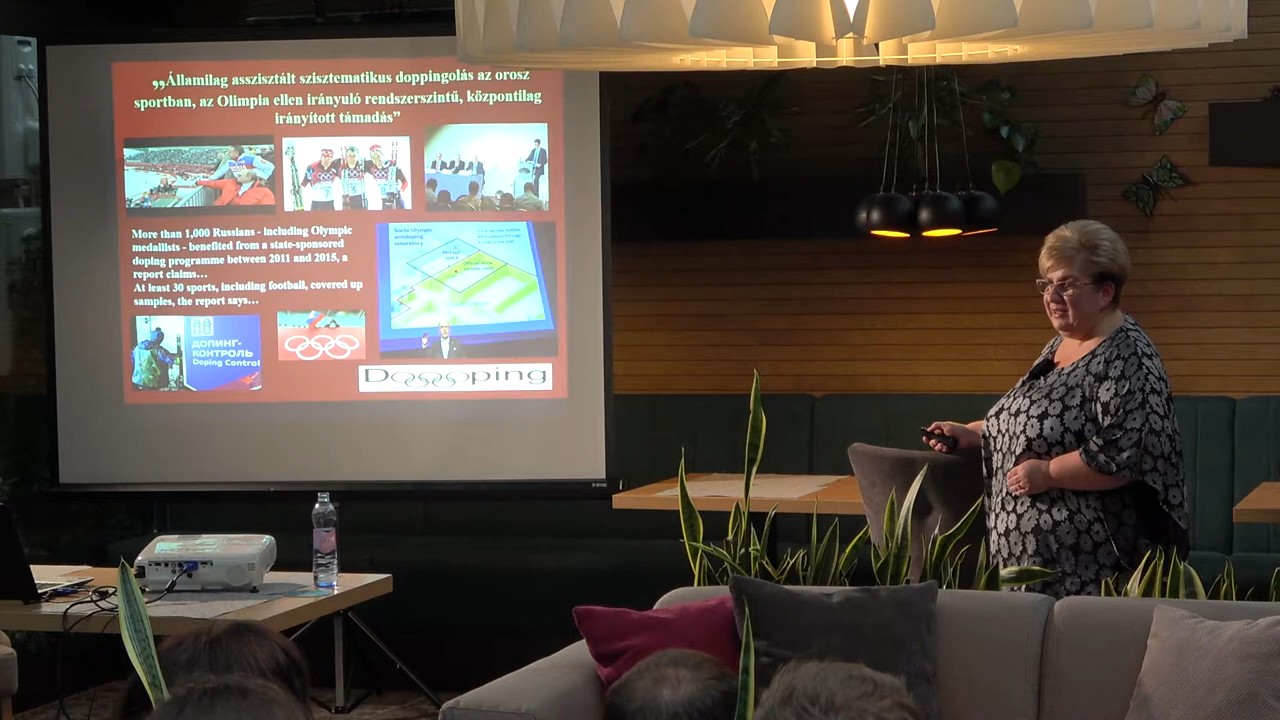 „Államilag asszisztált szisztematikus doppingolás az orosz
sportban, az Olimpia ellen irányuló rendszerszintű, központilag
irányított támadás”
More than 1,000 Russians - including Olympic
medallists - benefited from a state-sponsored
doping programme between 2011 and 2015, a
report claims…
At least 30 sports, including football, covered up
samples, the report says…
Sochi Olympic
antidoping
laboratory
ДОПИНГ-
КОНТРОЛЬ
Doping Control
Doooping